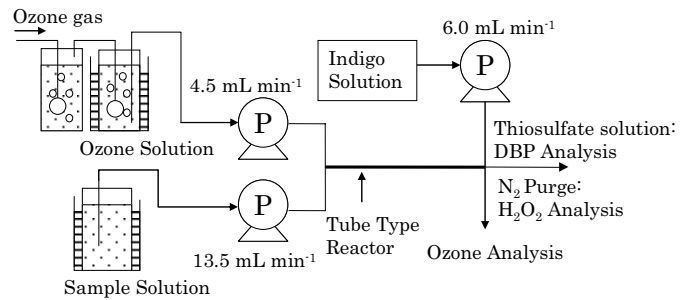 Ozone gas
6.0 mL min-1
Indigo
Solution
P
4.5 mL min-1
P
Ozone Solution
Thiosulfate solution:
DBP Analysis
N2 Purge:
H2O2 Analysis
P
Tube Type
Reactor
13.5 mL min-1
Ozone Analysis
Sample Solution